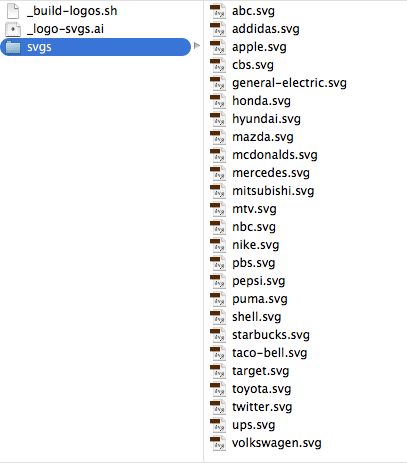 _build-logos.sh
_logo-svgs.ai
svgs
abc.svg
addidas.svg
apple.svg
cbs.svg
general-electric.svg
honda.svg
hyundai.svg
mazda.svg
mcdonalds.svg
mercedes.svg
mitsubishi.svg
mtv.svg
nbc.svg
nike.svg
pbs.svg
pepsi.svg
puma.svg
shell.svg
starbucks.svg
taco-bell.svg
target.svg
toyota.svg
twitter.svg
ups.svg
volkswagen.svg